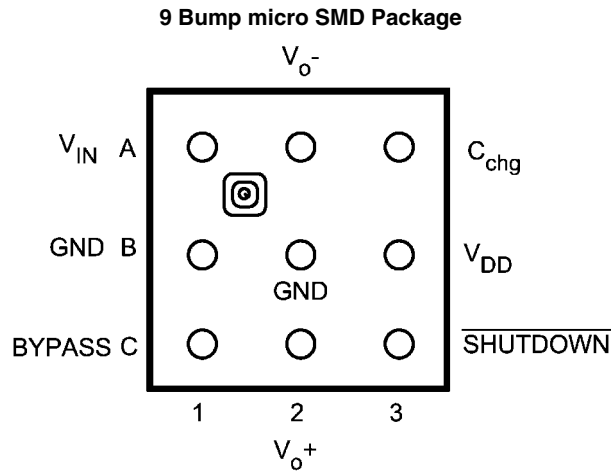 9 Bump micro SMD Package
Vo-
VIN A
Cchg
GND B
VDD
GND
BYPASS C
SHUTDOWN
1 2 3
Vo+